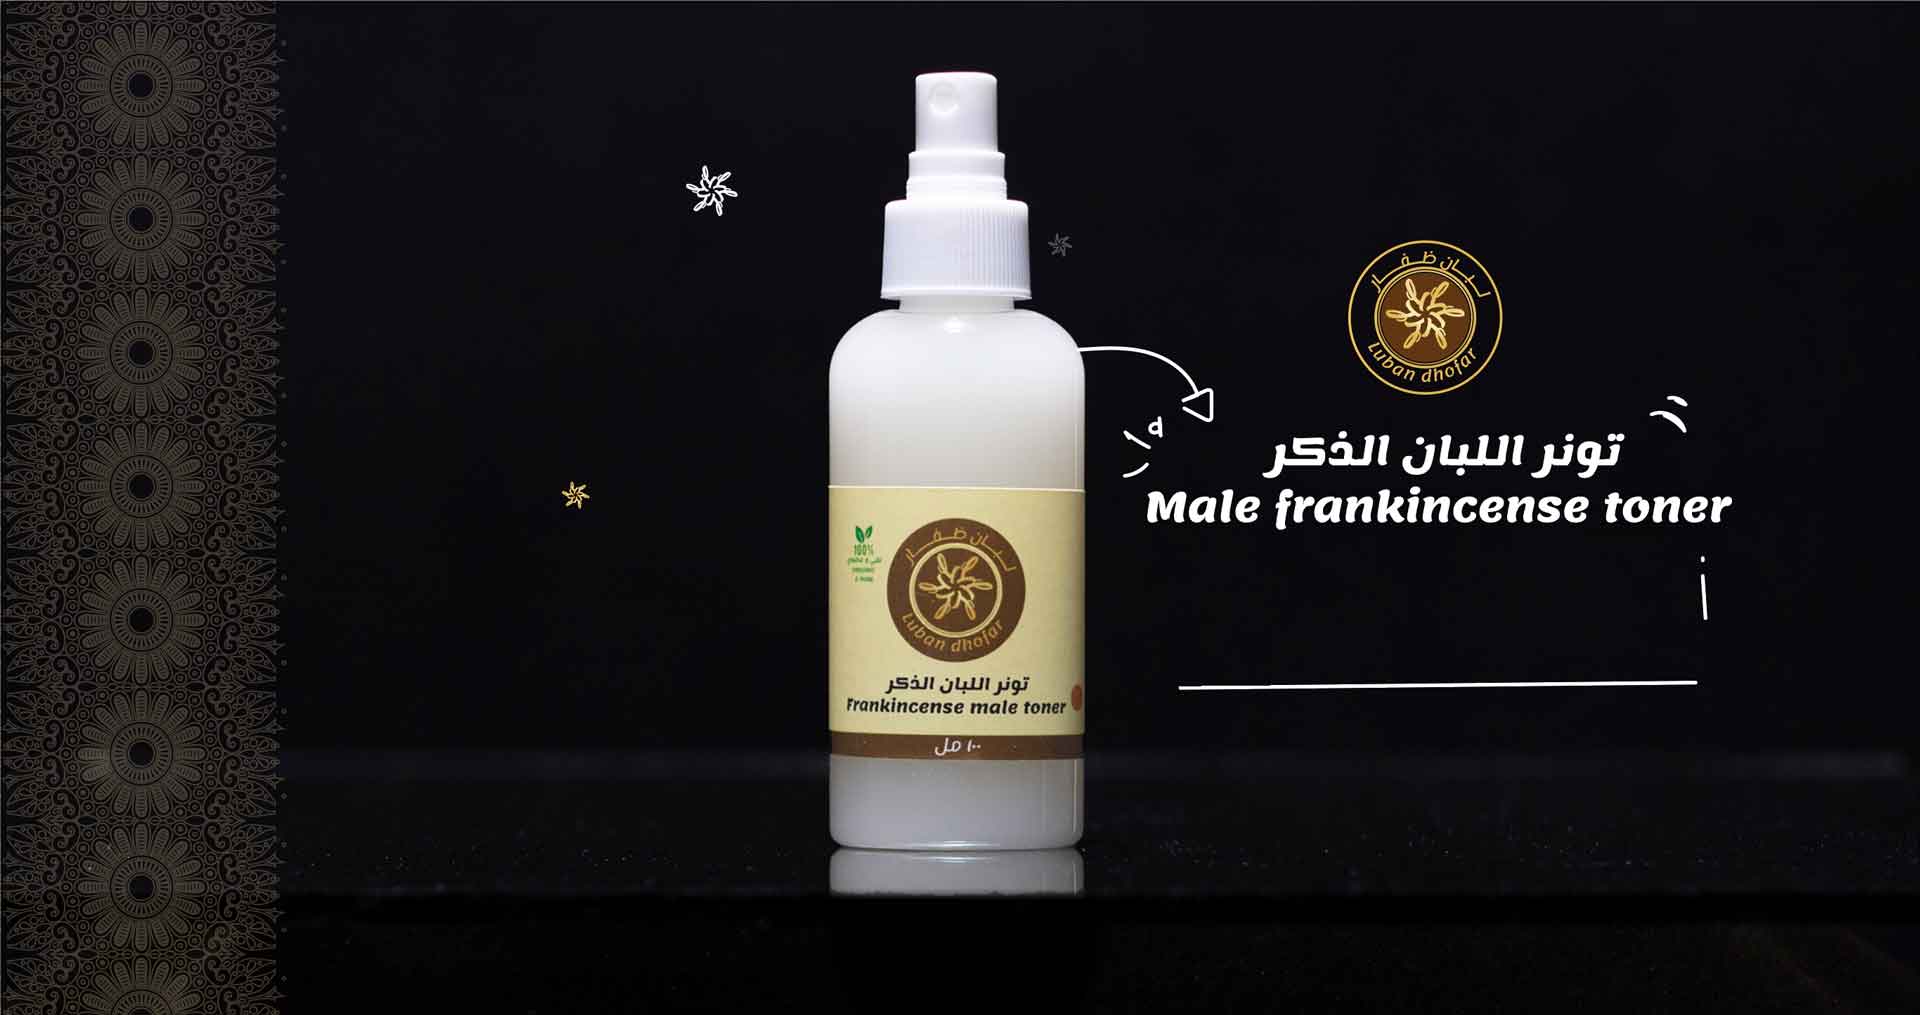 لبان ظفار
Luban dhofar
تونر اللبان الذكر
Male frankincense toner
100%
لبان ظفار
Luban dhofar
تونر اللبان الذكر
Frankincense male toner
١٠٠ مل